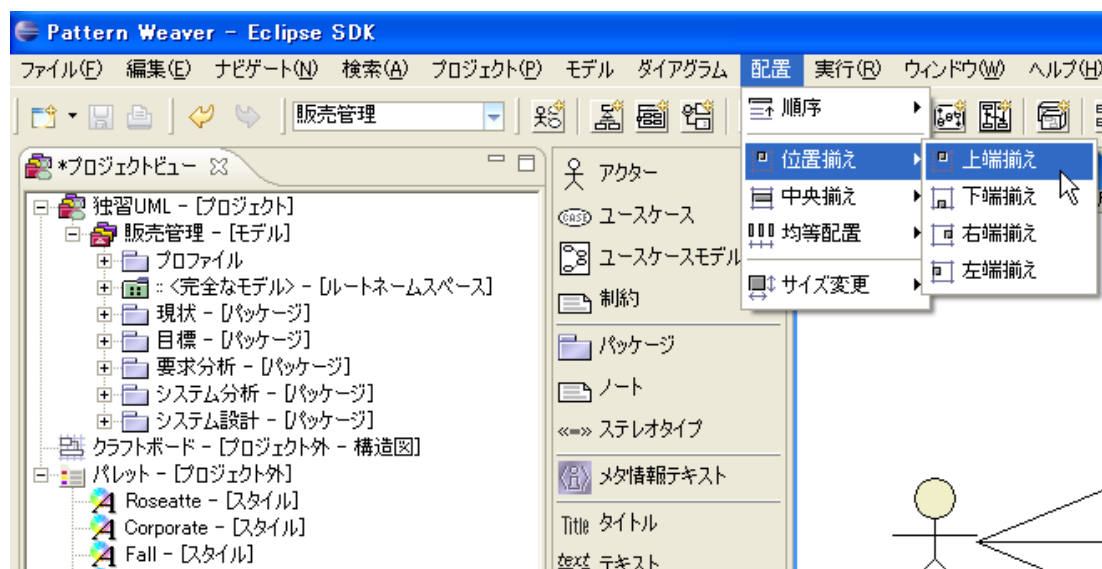 Pattern Weaver - Eclipse SDK
ファイル(F) 編集(E) ナビゲート(N) 検索(A) プロジェクト(P) モデル ダイアグラム 配置 実行(R) ウィンドウ(W) ヘルプ(H)
販売管理
順序
位置揃え
中央揃え
均等配置
サイズ変更
上端揃え
下端揃え
右端揃え
左端揃え
*プロジェクトビュー
独習UML - [プロジェクト]
販売管理 - [モデル]
プロファイル
:: <完全なモデル> - [ルートネームスペース]
現状 - [パッケージ]
目標 - [パッケージ]
要求分析 - [パッケージ]
システム分析 - [パッケージ]
システム設計 - [パッケージ]
クラフトボード - [プロジェクト外 - 構造図]
パレット - [プロジェクト外]
Roseatte - [スタイル]
Corporate - [スタイル]
Fall - [スタイル]
アクター
CASE ユースケース
ユースケースモデル
制約
パッケージ
ノート
«=» ステレオタイプ
メタ情報テキスト
Title タイトル
text テキスト